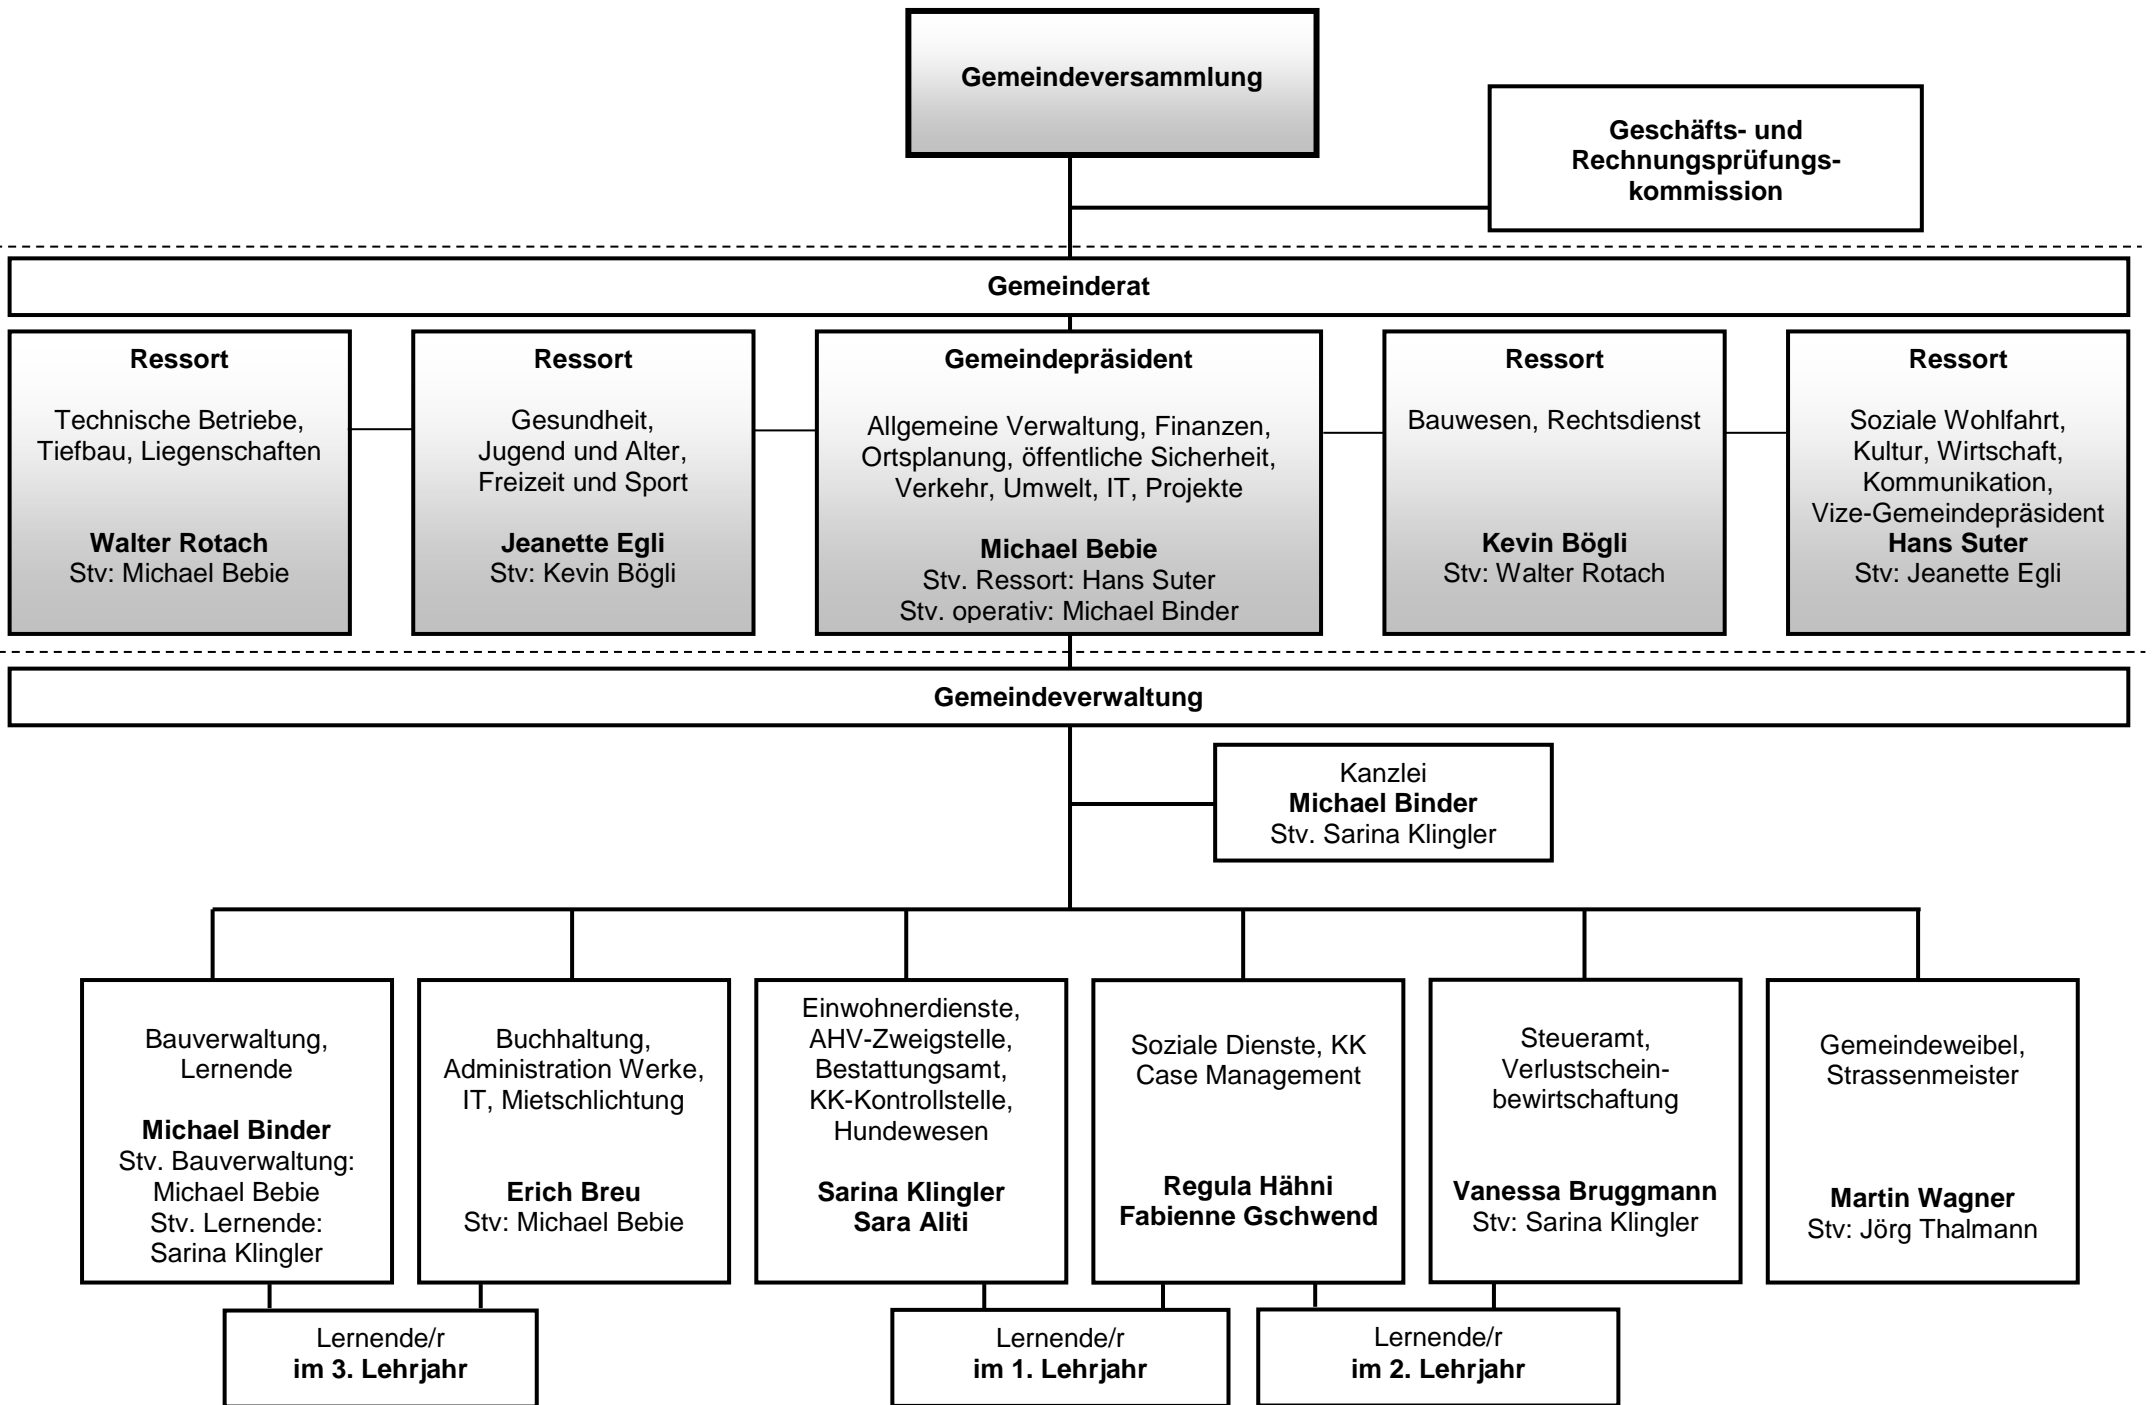 Gemeindeversammlung
Geschäfts- und
Rechnungsprüfungs-
kommission
Gemeinderat
Ressort
Technische Betriebe,
Tiefbau, Liegenschaften
Walter Rotach
Stv: Michael Bebie
Ressort
Gesundheit,
Jugend und Alter,
Freizeit und Sport
Jeanette Egli
Stv: Kevin Bögli
Gemeindepräsident
Allgemeine Verwaltung, Finanzen,
Ortsplanung, öffentliche Sicherheit,
Verkehr, Umwelt, IT, Projekte
Michael Bebie
Stv. Ressort: Hans Suter
Stv. operativ: Michael Binder
Ressort
Bauwesen, Rechtsdienst
Kevin Bögli
Stv: Walter Rotach
Ressort
Soziale Wohlfahrt,
Kultur, Wirtschaft,
Kommunikation,
Vize-Gemeindepräsident
Hans Suter
Stv: Jeanette Egli
Gemeindeverwaltung
Kanzlei
Michael Binder
Stv. Sarina Klingler
Bauverwaltung,
Lernende
Michael Binder
Stv. Bauverwaltung:
Michael Bebie
Stv. Lernende:
Sarina Klingler
Buchhaltung,
Administration Werke,
IT, Mietschlichtung
Erich Breu
Stv: Michael Bebie
Einwohnerdienste,
AHV-Zweigstelle,
Bestattungsamt,
KK-Kontrollstelle,
Hundewesen
Sarina Klingler
Sara Aliti
Soziale Dienste, KK
Case Management
Regula Hähni
Fabienne Gschwend
Steueramt,
Verlustschein-
bewirtschaftung
Vanessa Bruggmann
Stv: Sarina Klingler
Gemeindeweibel,
Strassenmeister
Martin Wagner
Stv: Jörg Thalmann
Lernende/r
im 3. Lehrjahr
Lernende/r
im 1. Lehrjahr
Lernende/r
im 2. Lehrjahr